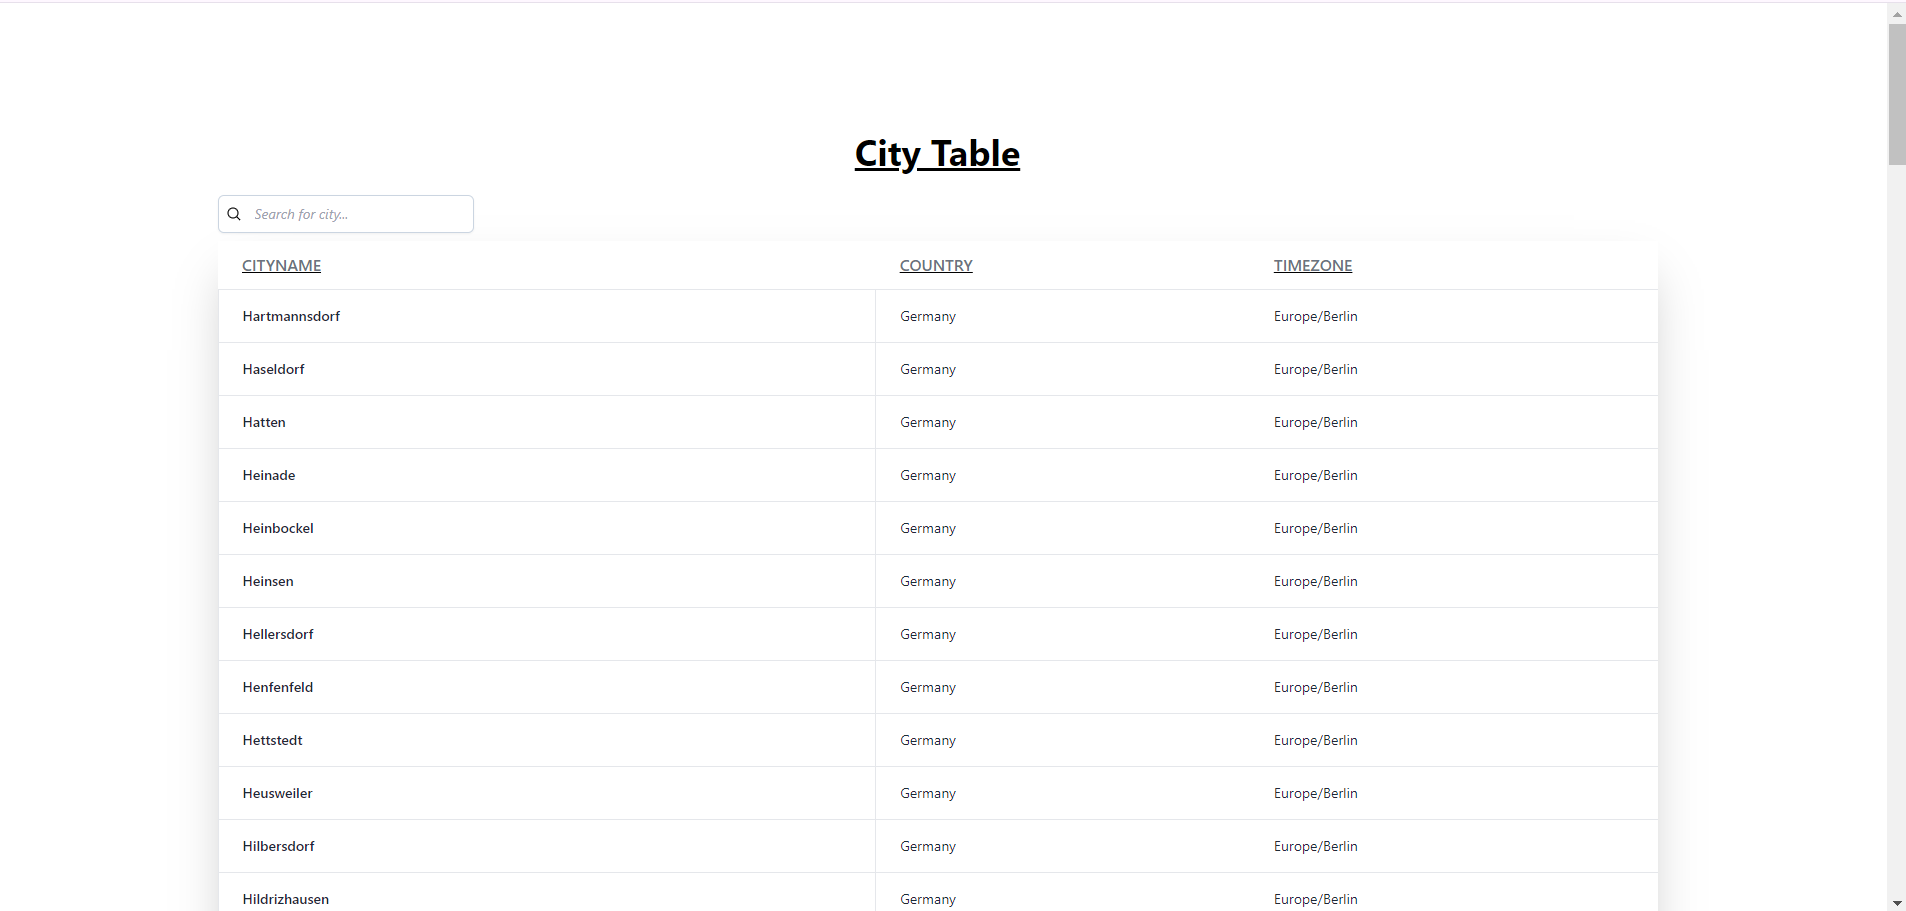 City Table
Search for city...
CITYNAME COUNTRY TIMEZONE
Hartmannsdorf Germany Europe/Berlin
Haseldorf Germany Europe/Berlin
Hatten Germany Europe/Berlin
Heinade Germany Europe/Berlin
Heinbockel Germany Europe/Berlin
Heinsen Germany Europe/Berlin
Hellersdorf Germany Europe/Berlin
Henfenfeld Germany Europe/Berlin
Hettstedt Germany Europe/Berlin
Heusweiler Germany Europe/Berlin
Hilbersdorf Germany Europe/Berlin
Hildrizhausen Germany Europe/Berlin